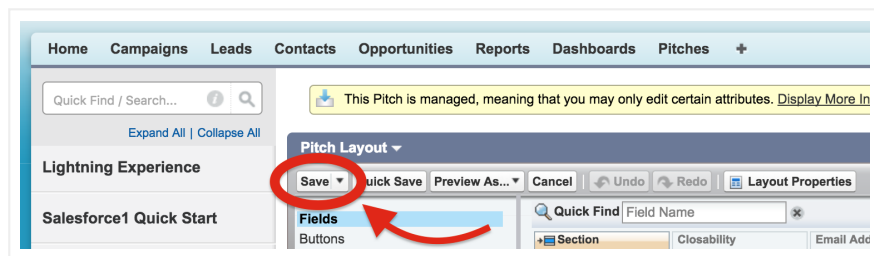 Home Campaigns Leads Contacts Opportunities Reports Dashboards Pitches +
Quick Find / Search...
This Pitch is managed, meaning that you may only edit certain attributes. Display More In
Expand All | Collapse All
Pitch Layout
Lightning Experience
Save Quick Save Preview As... Cancel Undo Redo Layout Properties
Salesforce1 Quick Start
Fields
Quick Find Field Name
Buttons
Section Closability Email Add